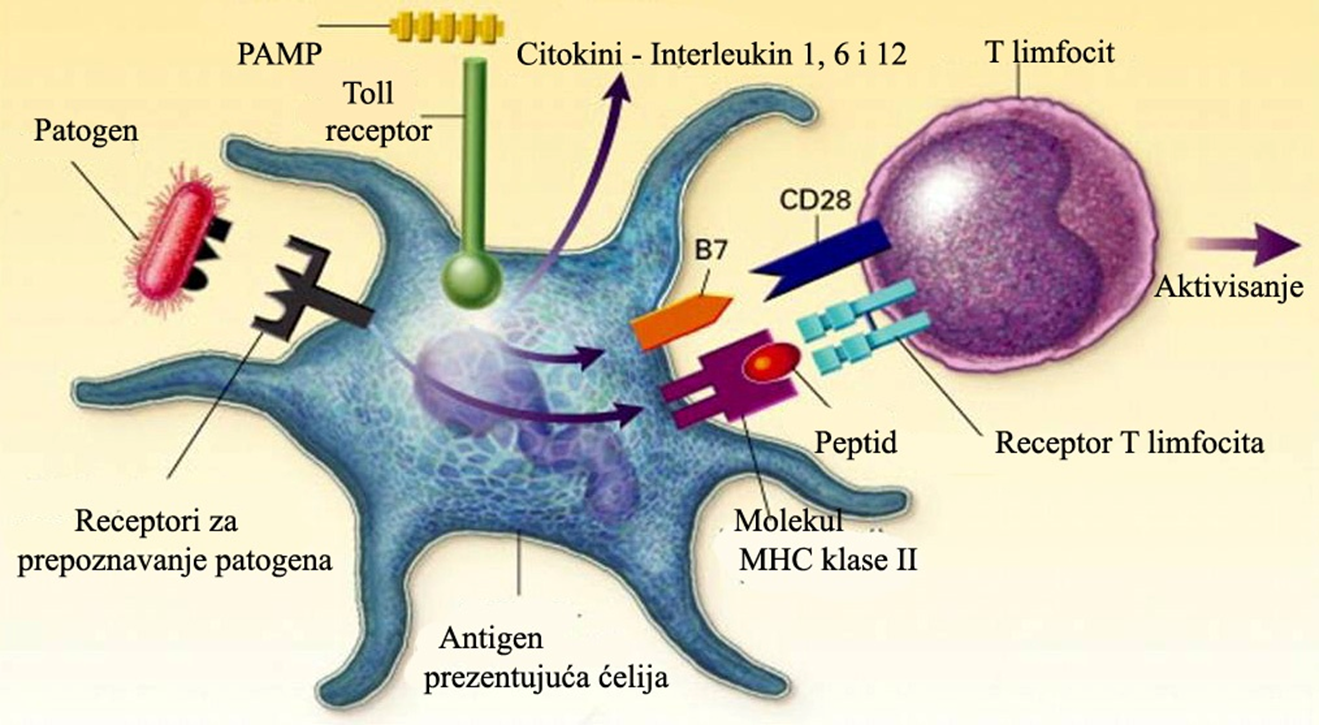 PAMP
Citokini - Interleukin 1, 6 i 12
T limfocit
Toll
receptor
Patogen
CD28
B7
Aktivisanje
Peptid
Receptor T limfocita
Receptori za
prepoznavanje patogena
Molekul
MHC klase II
Antigen
prezentujuća ćelija